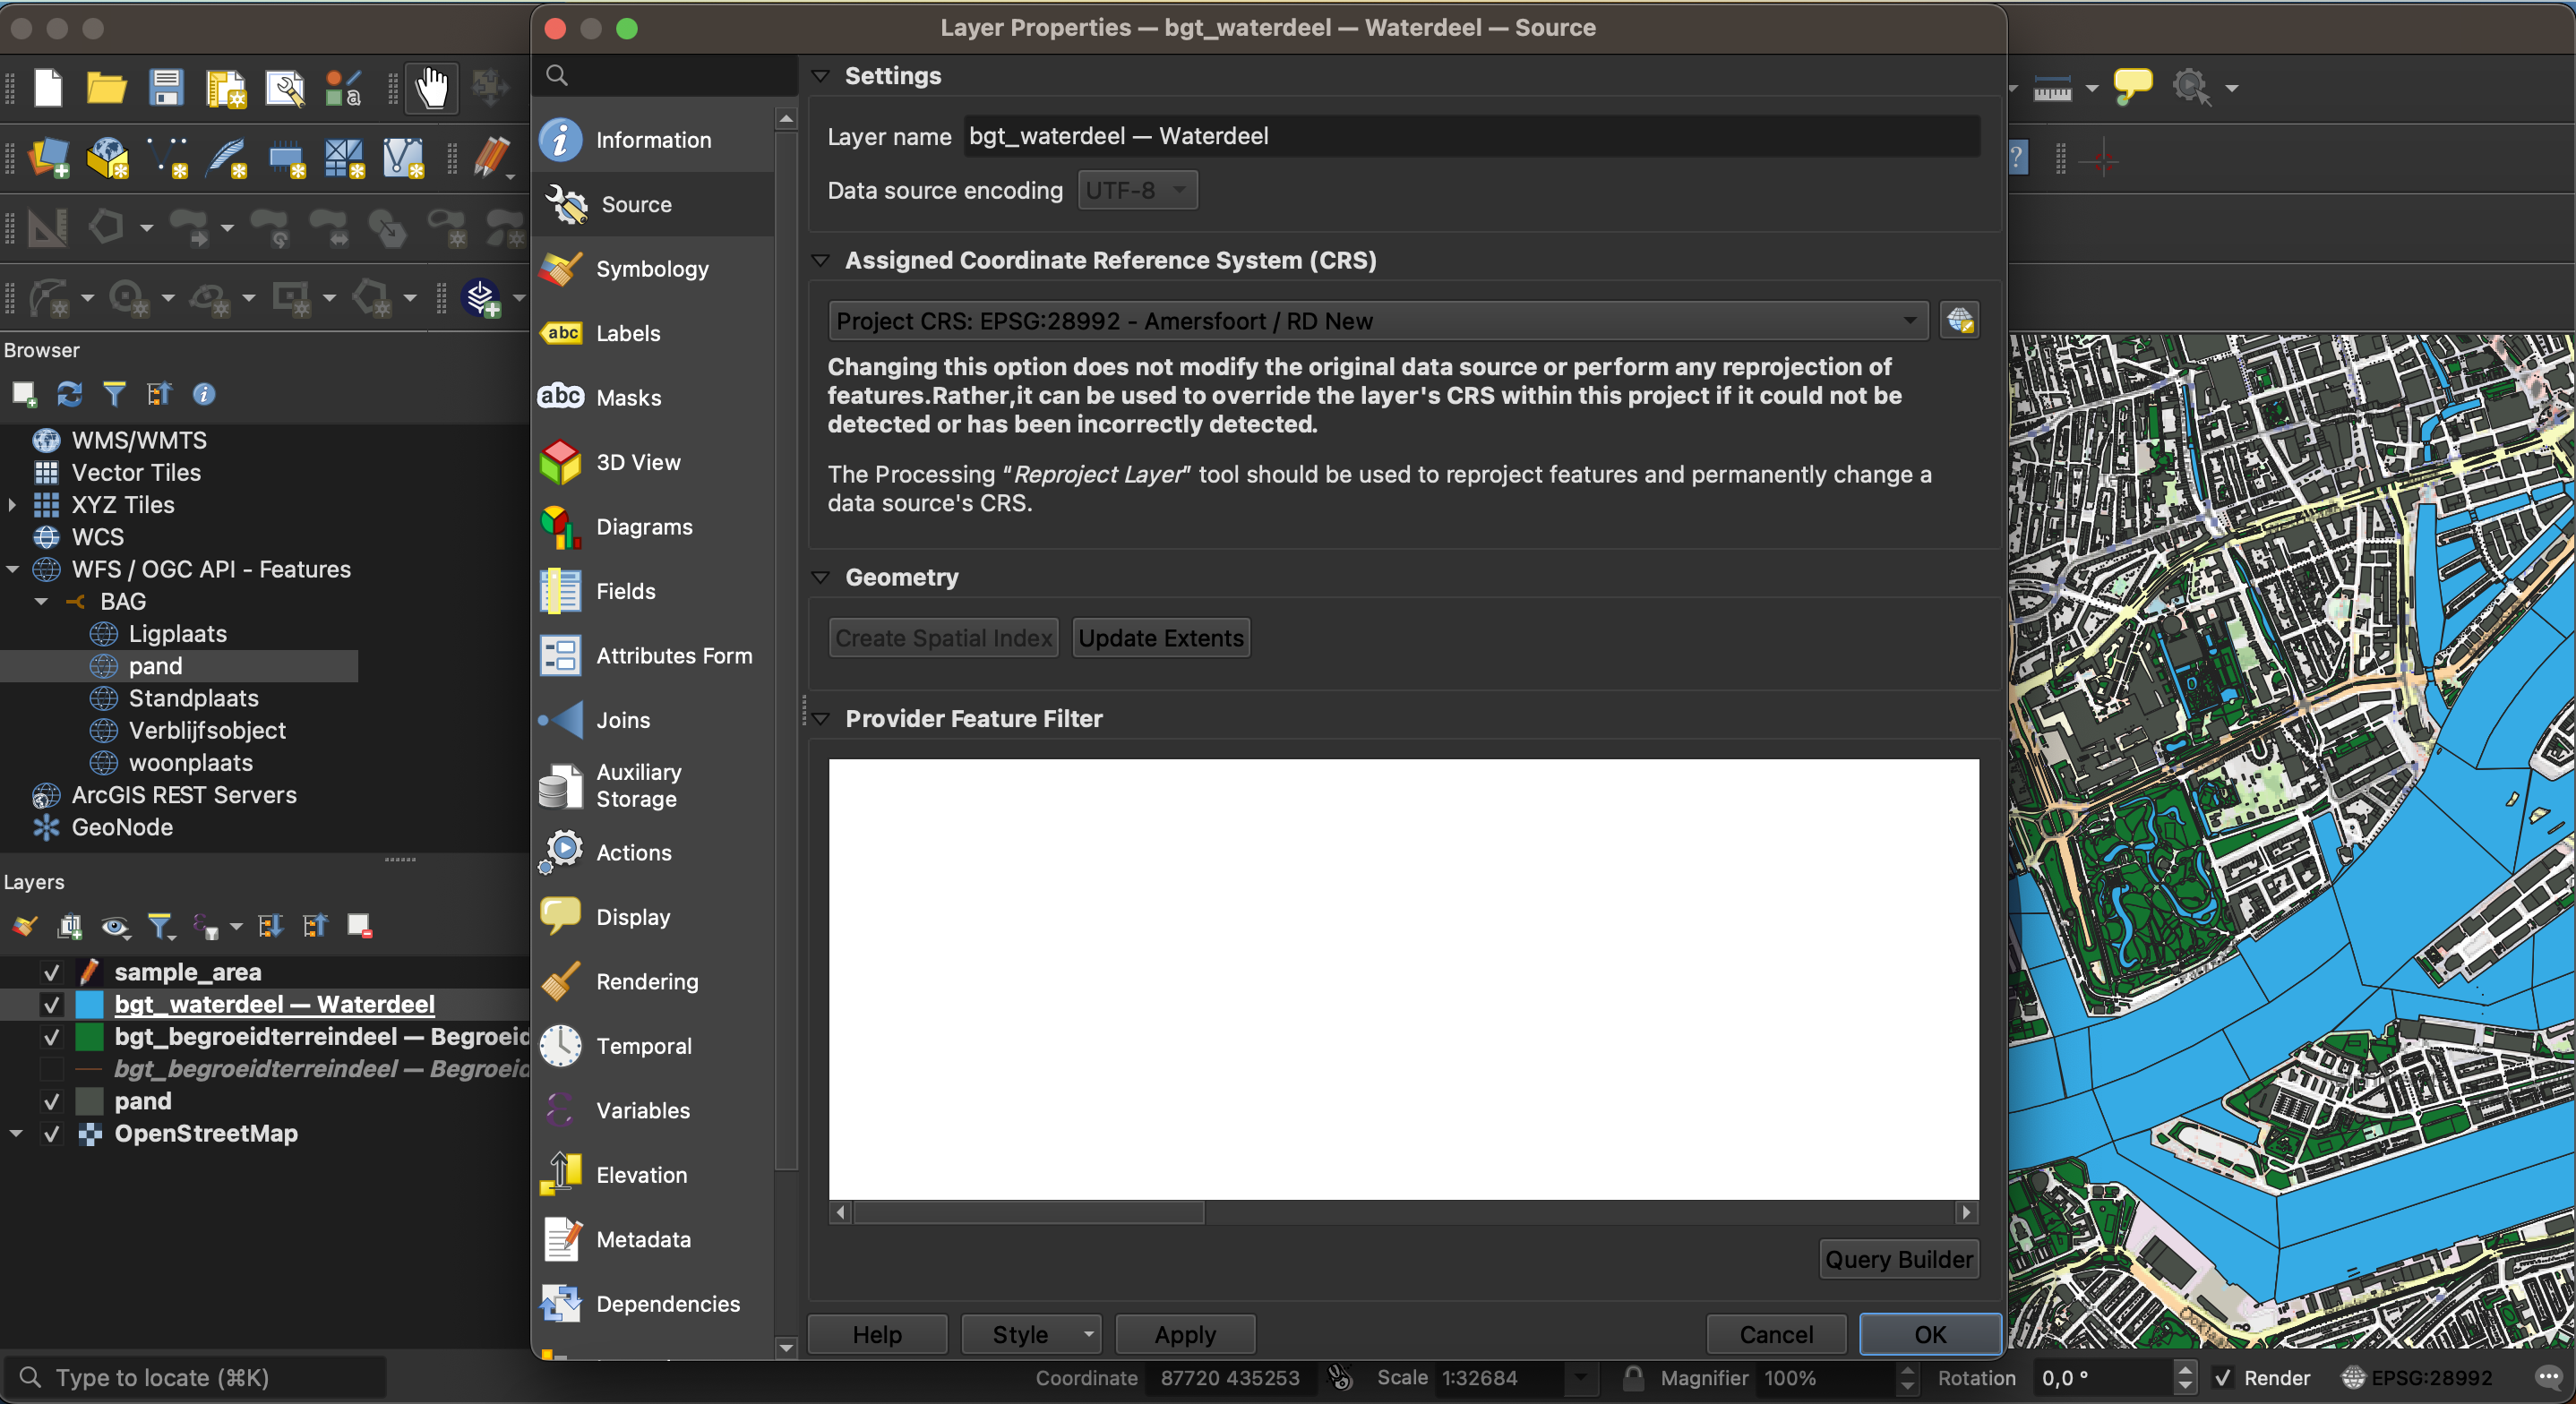 Layer Properties — bgt_waterdeel — Waterdeel — Source
Browser
WMS/WMTS
Vector Tiles
XYZ Tiles
WCS
WFS / OGC API - Features
BAG
Ligplaats
pand
Standplaats
Verblijfsobject
woonplaats
ArcGIS REST Servers
GeoNode
Layers
sample_area
bgt_waterdeel — Waterdeel
bgt_begroeidterreindeel — Begroeid
bgt_begroeidterreindeel — Begroeid
pand
OpenStreetMap
Type to locate (⌘K)
Information
Source
Symbology
abc Labels
abc Masks
3D View
Diagrams
Fields
Attributes Form
Joins
Auxiliary
Storage
Actions
Display
Rendering
Temporal
Variables
Elevation
Metadata
Dependencies
Settings
Layer name bgt_waterdeel — Waterdeel
Data source encoding UTF-8
Assigned Coordinate Reference System (CRS)
Project CRS: EPSG:28992 - Amersfoort / RD New
Changing this option does not modify the original data source or perform any reprojection of
features.Rather,it can be used to override the layer's CRS within this project if it could not be
detected or has been incorrectly detected.
The Processing “Reproject Layer” tool should be used to reproject features and permanently change a
data source's CRS.
Geometry
Create Spatial Index Update Extents
Provider Feature Filter
Query Builder
Help Style Apply Cancel OK
Coordinate 87720 435253 Scale 1:32684 Magnifier 100% Rotation 0,0 ° Render EPSG:28992